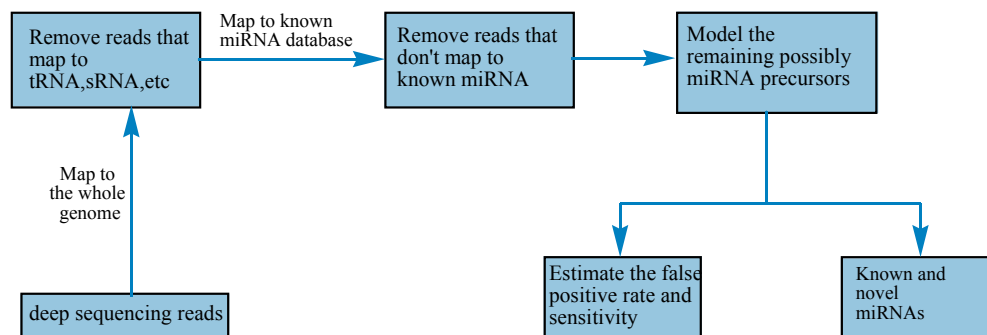 Remove reads that
map to
tRNA,sRNA,etc
Map to known
miRNA database
Remove reads that
don't map to
known miRNA
Model the
remaining possibly
miRNA precursors
Map to
the whole
genome
deep sequencing reads
Estimate the false
positive rate and
sensitivity
Known and
novel
miRNAs